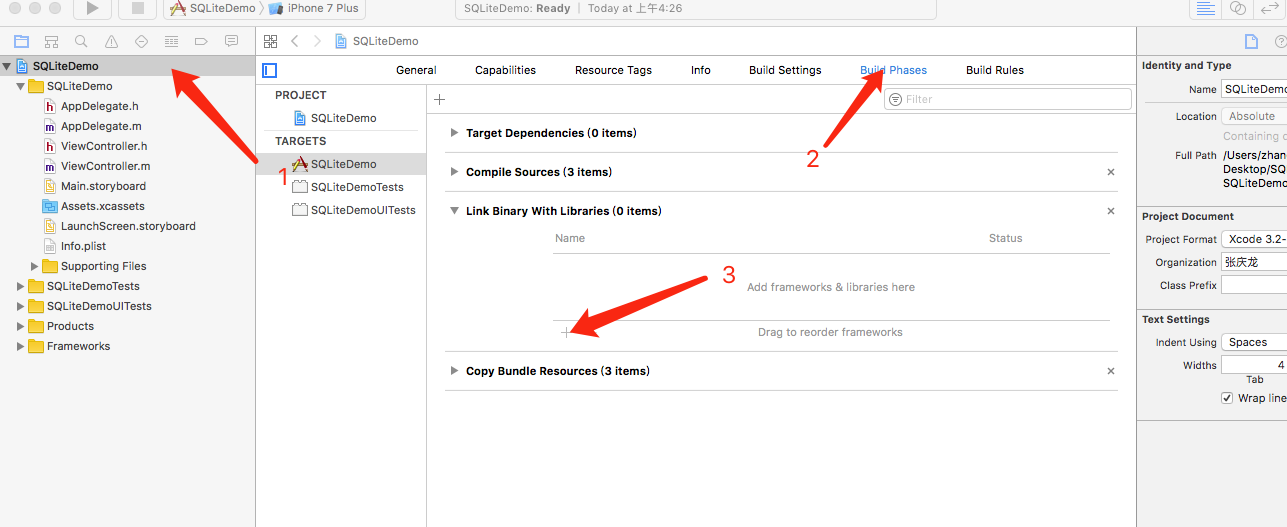 SQLiteDemo iPhone 7 Plus
SQLiteDemo: Ready | Today at 上午4:26
SQLiteDemo
SQLiteDemo
AppDelegate.h
AppDelegate.m
ViewController.h
ViewController.m
Main.storyboard
Assets.xcassets
LaunchScreen.storyboard
Info.plist
Supporting Files
SQLiteDemoTests
SQLiteDemoUITests
Products
Frameworks
1
SQLiteDemo
General Capabilities Resource Tags Info Build Settings Build Phases Build Rules
PROJECT
SQLiteDemo
TARGETS
SQLiteDemo
SQLiteDemoTests
SQLiteDemoUITests
Filter
2
Target Dependencies (0 items)
Compile Sources (3 items)
Link Binary With Libraries (0 items)
Name Status
3
Add frameworks & libraries here
Drag to reorder frameworks
Copy Bundle Resources (3 items)
Identity and Type
Name SQLiteDemo
Location Absolute
Containing
Full Path /Users/zhan
Desktop/SQ
SQLiteDemo
Project Document
Project Format Xcode 3.2-
Organization 张庆龙
Class Prefix
Text Settings
Indent Using Spaces
Widths 4
Tab
Wrap line